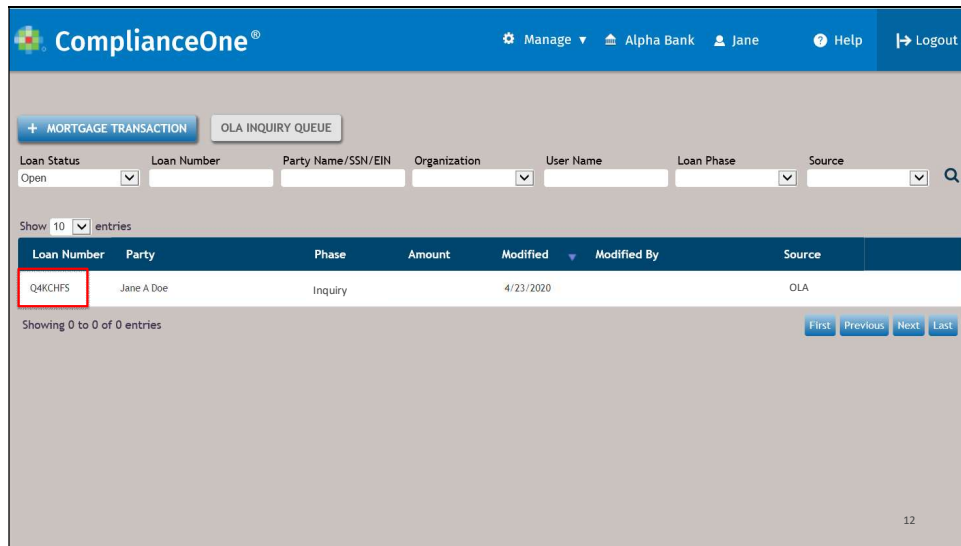 ComplianceOne® Manage ▼ Alpha Bank Jane ? Help Logout
+ MORTGAGE TRANSACTION OLA INQUIRY QUEUE
Loan Status Loan Number Party Name/SSN/EIN Organization User Name Loan Phase Source
Open
Show 10 entries
Loan Number Party Phase Amount Modified ▼ Modified By Source
Q4KCHFS Jane A Doe Inquiry 4/23/2020 OLA
Showing 0 to 0 of 0 entries First Previous Next Last
12